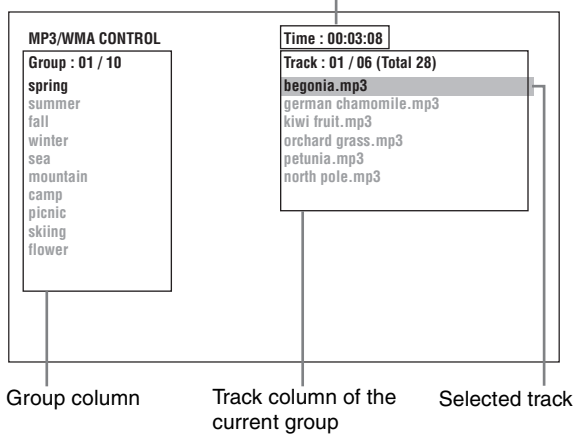 MP3/WMA CONTROL
Group : 01 / 10
spring
summer
fall
winter
sea
mountain
camp
picnic
skiing
flower
Time : 00:03:08
Track : 01 / 06 (Total 28)
begonia.mp3
german chamomile.mp3
kiwi fruit.mp3
orchard grass.mp3
petunia.mp3
north pole.mp3
Group column
Track column of the
current group
Selected track